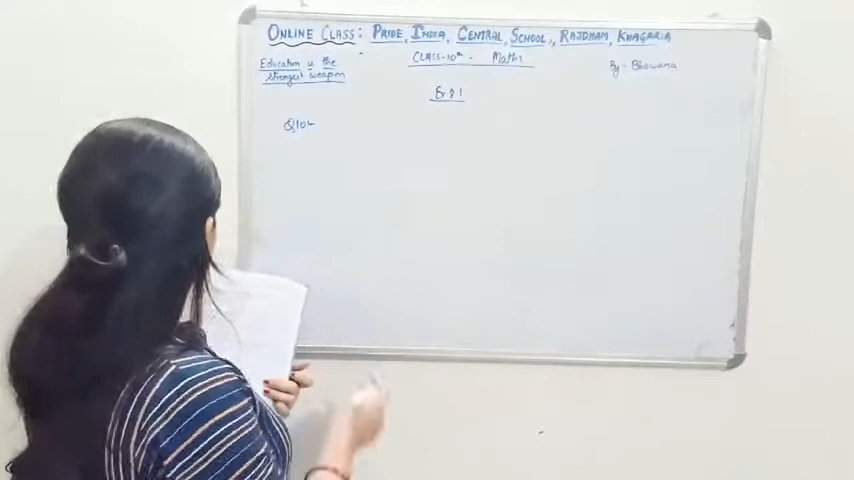 ONLINE CLASS: PRIDE, INDIA, CENTRAL, SCHOOL, RAJDHAM, KHAGARIA
Education is the strongest weapon
CLASS-10th - Maths
By - Bhawana
Ex 8.1
Q10:-